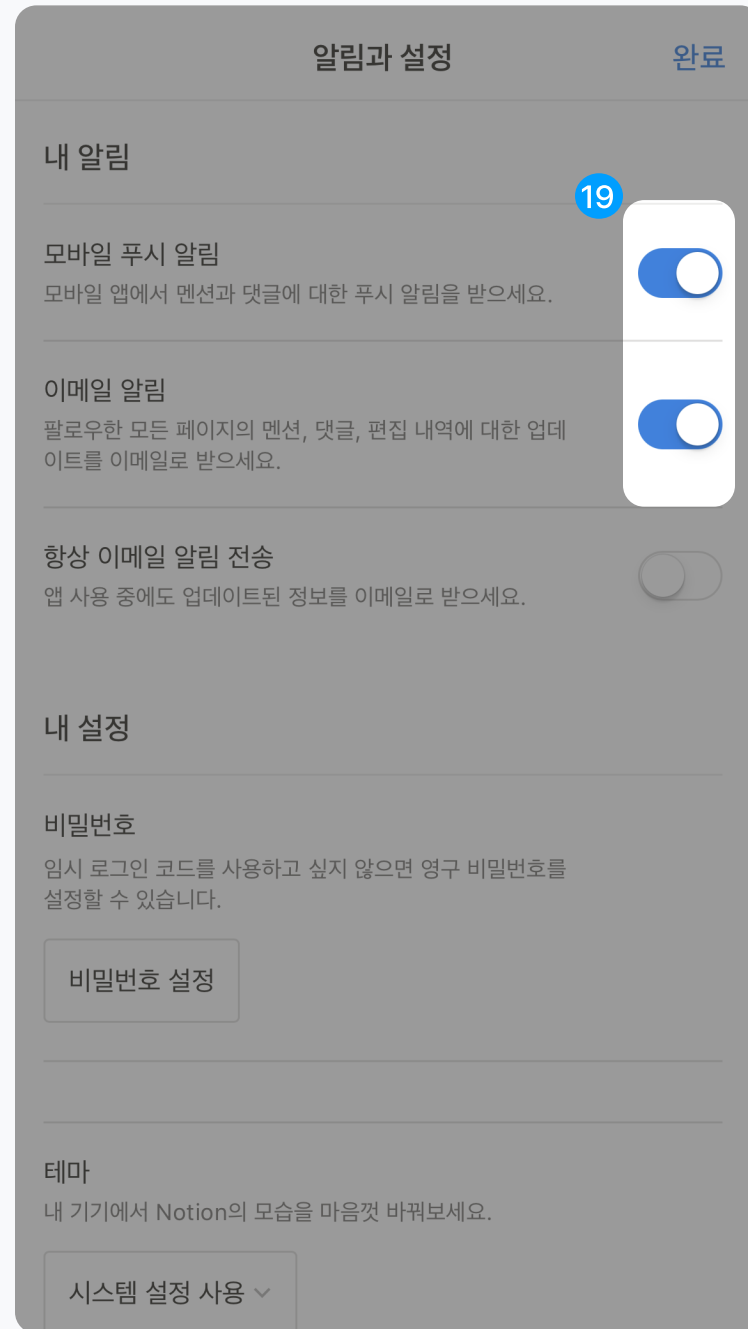 알림과 설정 완료
내 알림
19
모바일 푸시 알림
모바일 앱에서 멘션과 댓글에 대한 푸시 알림을 받으세요.
이메일 알림
팔로우한 모든 페이지의 멘션, 댓글, 편집 내역에 대한 업데
이트를 이메일로 받으세요.
항상 이메일 알림 전송
앱 사용 중에도 업데이트된 정보를 이메일로 받으세요.
내 설정
비밀번호
임시 로그인 코드를 사용하고 싶지 않으면 영구 비밀번호를
설정할 수 있습니다.
비밀번호 설정
테마
내 기기에서 Notion의 모습을 마음껏 바꿔보세요.
시스템 설정 사용